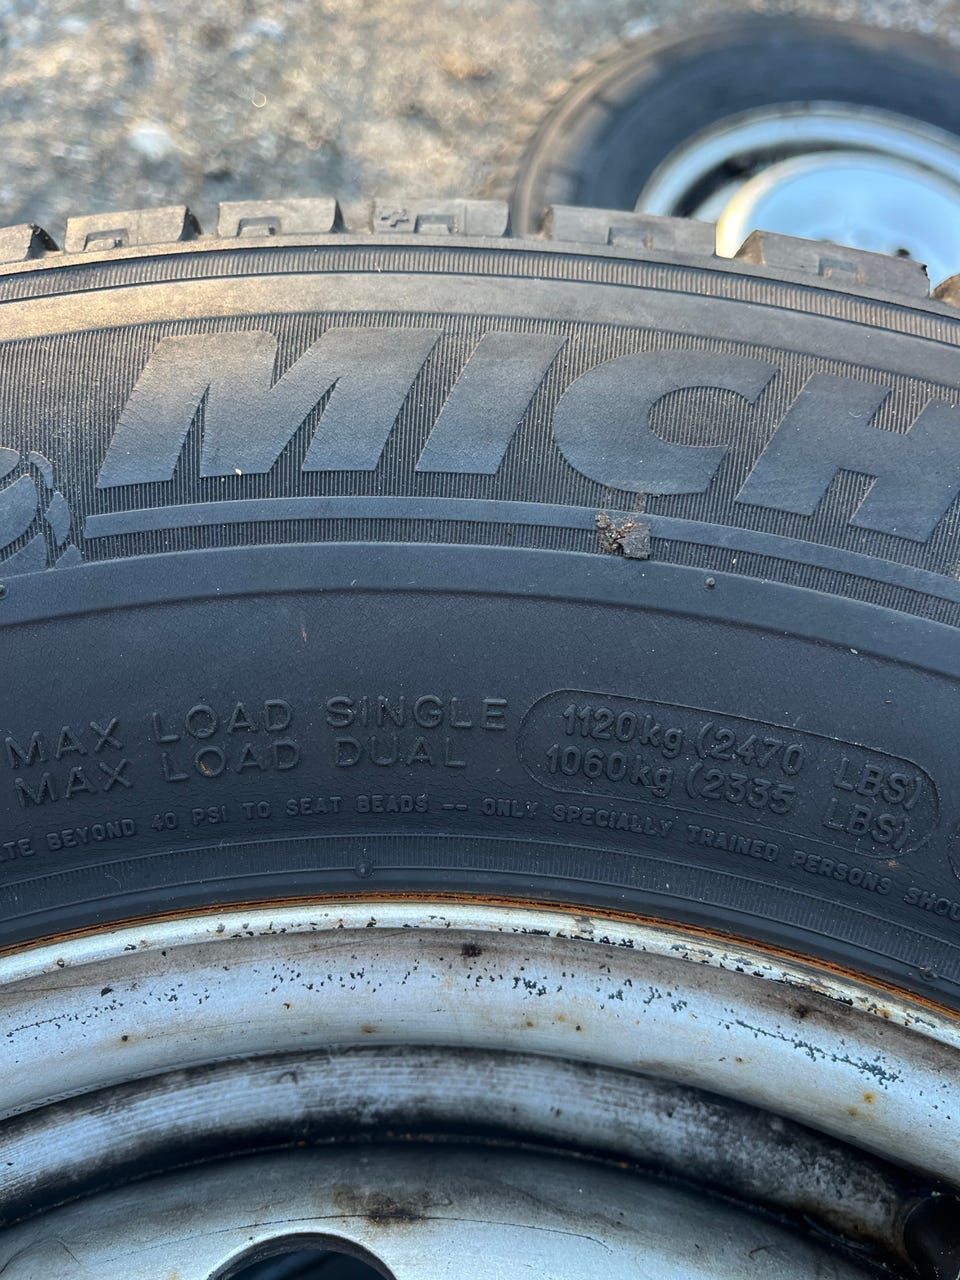 MICH
MAX LOAD SINGLE 1120kg (2470 LBS)
MAX LOAD DUAL 1060kg (2335 LBS)
ATE BEYOND 40 PSI TO SEAT BEADS -- ONLY SPECIALLY TRAINED PERSONS SHOU